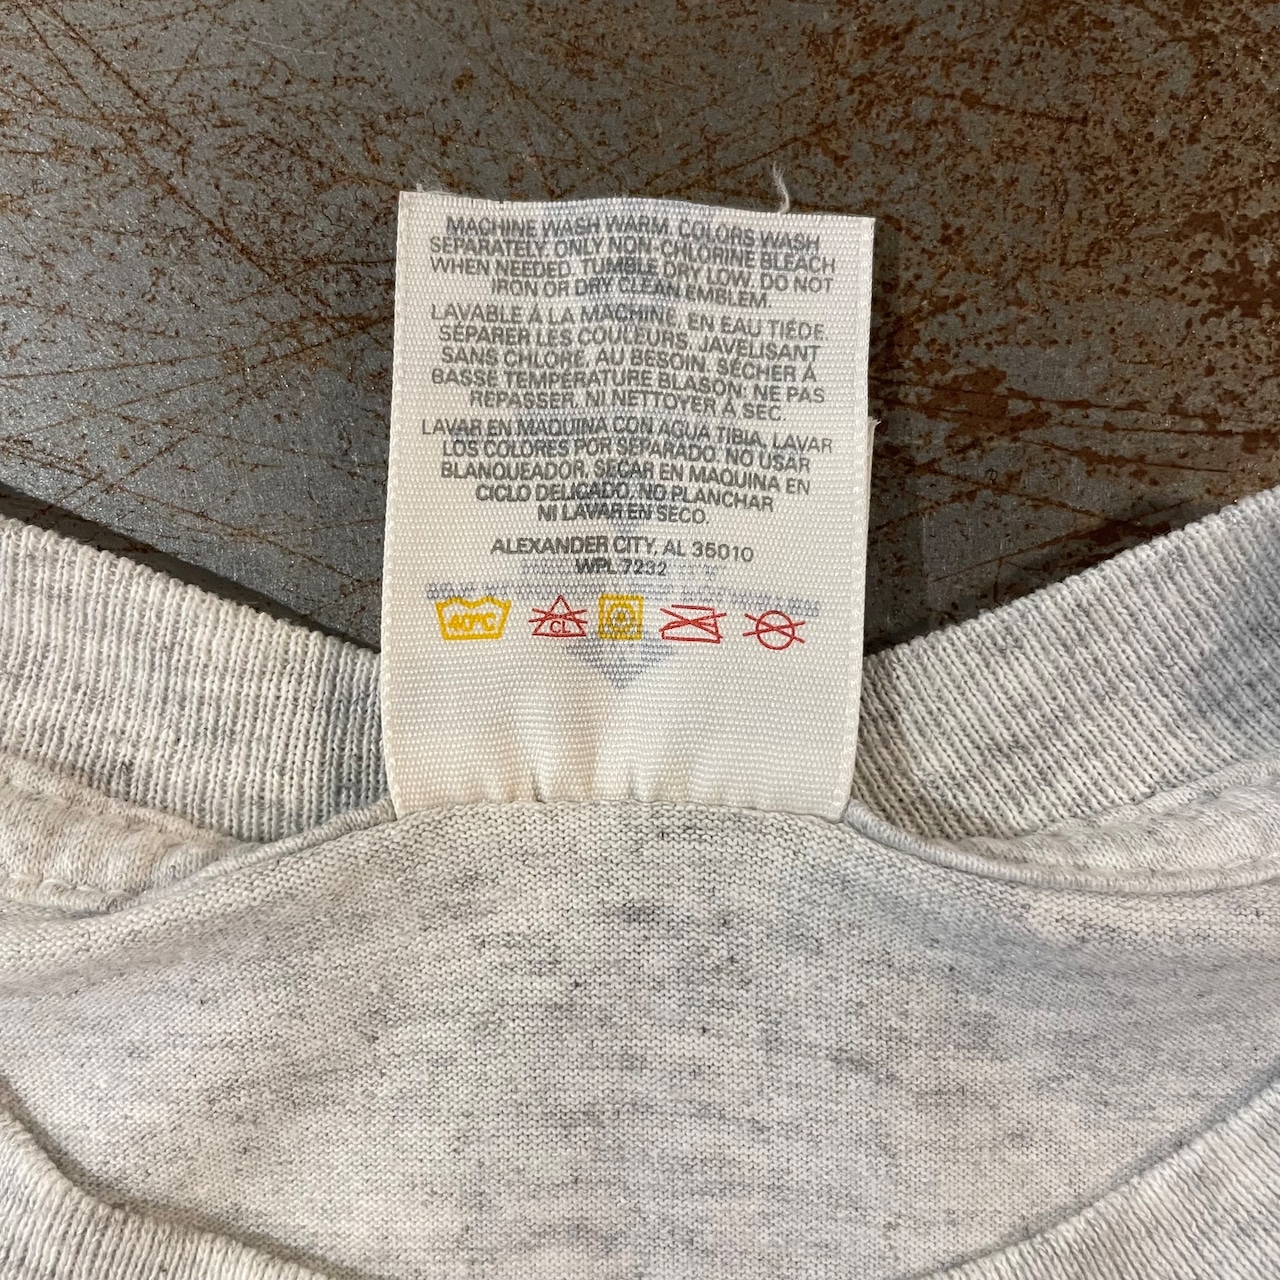 MACHINE WASH WARM. COLORS WASH
SEPARATELY. ONLY NON-CHLORINE BLEACH
WHEN NEEDED. TUMBLE DRY LOW. DO NOT
IRON OR DRY CLEAN EMBLEM.
LAVABLE À LA MACHINE, EN EAU TIÉDE.
SÉPARER LES COULEURS. JAVELISANT
SANS CHLORE, AU BESOIN. SÉCHER À
BASSE TEMPÉRATURE BLASON: NE PAS
REPASSER, NI NETTOYER À SEC.
LAVAR EN MAQUINA CON AGUA TIBIA. LAVAR
LOS COLORES POR SEPARADO. NO USAR
BLANQUEADOR. SECAR EN MAQUINA EN
CICLO DELICADO. NO PLANCHAR
NI LAVAR EN SECO.
ALEXANDER CITY, AL 35010
WPL 7232
40°C CL